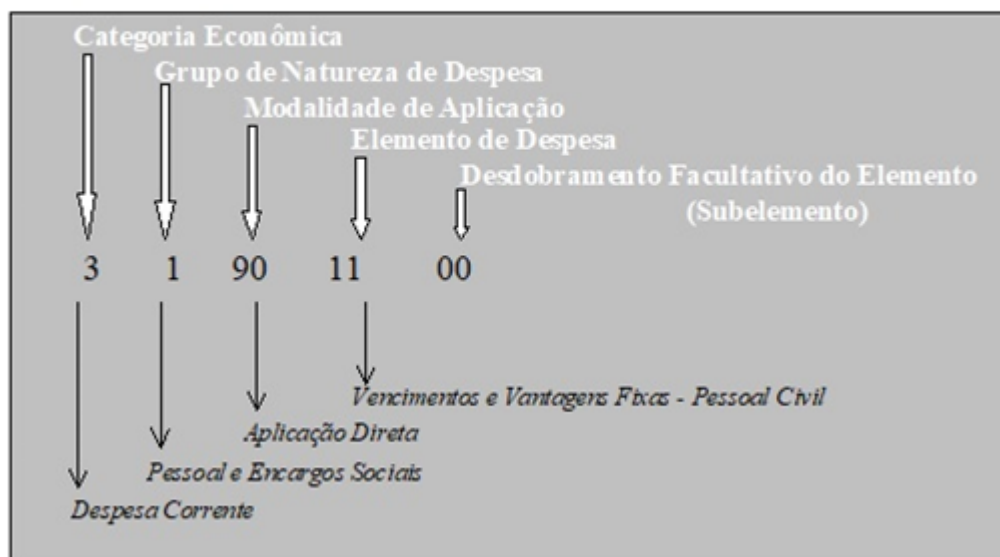 Categoria Econômica
Grupo de Natureza de Despesa
Modalidade de Aplicação
Elemento de Despesa
Desdobramento Facultativo do Elemento
(Subelemento)
3 1 90 11 00
Vencimentos e Vantagens Fixas - Pessoal Civil
Aplicação Direta
Pessoal e Encargos Sociais
Despesa Corrente